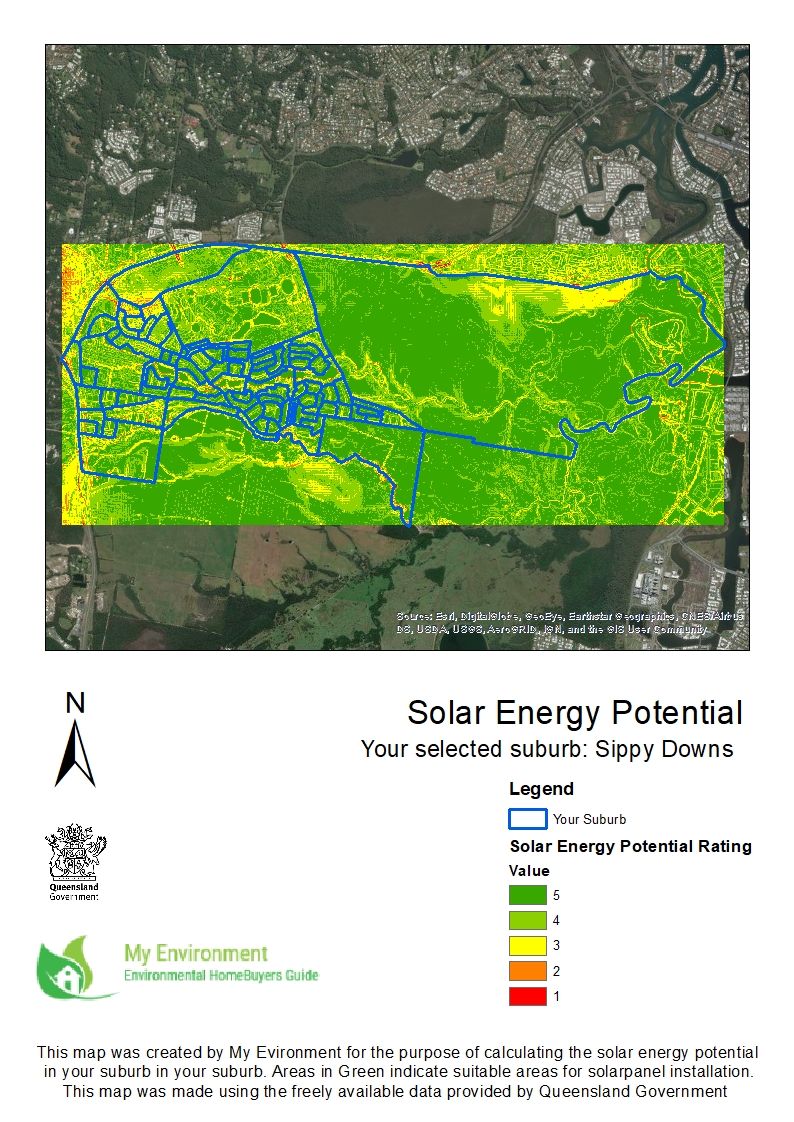 Source: Esri, DigitalGlobe, GeoEye, Earthstar Geographics, CNES/Airbus
DS, USDA, USGS, AeroGRID, IGN, and the GIS User Community
N
Solar Energy Potential
Your selected suburb: Sippy Downs
Legend
Your Suburb
Solar Energy Potential Rating
Value
5
4
3
2
1
Queensland
Government
My Environment
Environmental HomeBuyers Guide
This map was created by My Evironment for the purpose of calculating the solar energy potential
in your suburb in your suburb. Areas in Green indicate suitable areas for solarpanel installation.
This map was made using the freely available data provided by Queensland Government